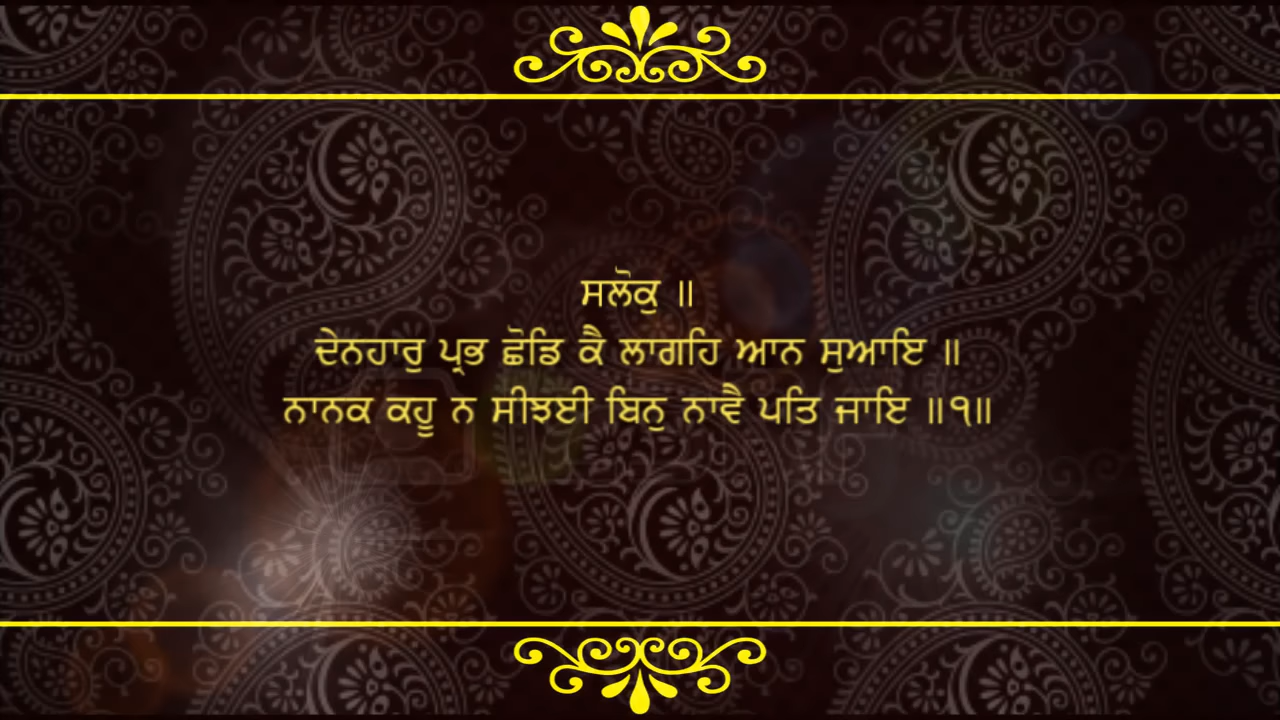 ਸਲੋਕੁ ॥
ਦੇਨਹਾਰੁ ਪ੍ਰਭ ਛੋਡਿ ਕੈ ਲਾਗਹਿ ਆਨ ਸੁਆਇ ॥
ਨਾਨਕ ਕਹੂ ਨ ਸੀਝਈ ਬਿਨੁ ਨਾਵੈ ਪਤਿ ਜਾਇ ॥੧॥